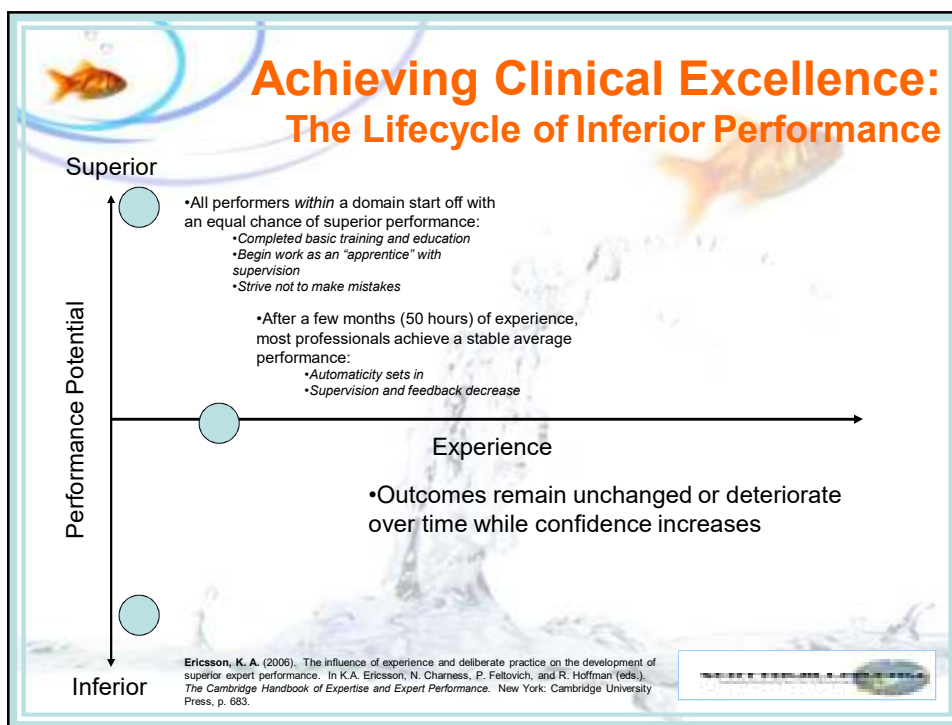 Achieving Clinical Excellence:
The Lifecycle of Inferior Performance
Superior
•All performers within a domain start off with
an equal chance of superior performance:
•Completed basic training and education
•Begin work as an “apprentice” with
supervision
•Strive not to make mistakes
•After a few months (50 hours) of experience,
most professionals achieve a stable average
performance:
•Automaticity sets in
•Supervision and feedback decrease
Performance Potential
Experience
•Outcomes remain unchanged or deteriorate
over time while confidence increases
Inferior
Ericsson, K. A. (2006). The influence of experience and deliberate practice on the development of
superior expert performance. In K.A. Ericsson, N. Charness, P. Feltovich, and R. Hoffman (eds.).
The Cambridge Handbook of Expertise and Expert Performance. New York: Cambridge University
Press, p. 683.